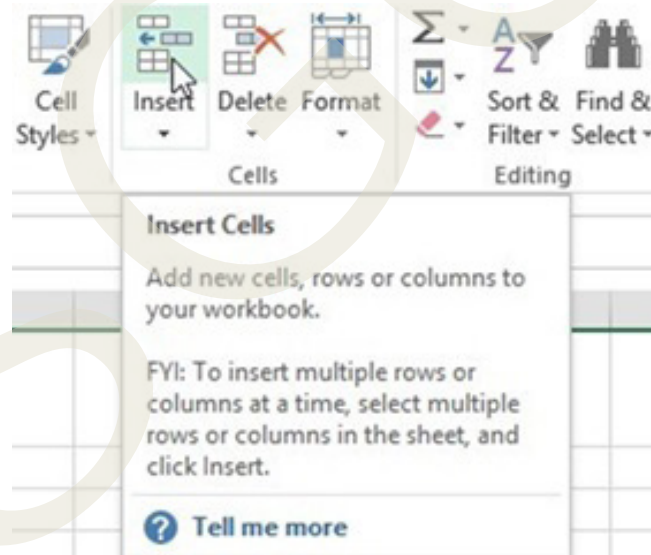 Cell
Styles
Insert
Delete
Format
Sort &
Filter
Find &
Select
Cells
Editing
Insert Cells
Add new cells, rows or columns to
your workbook.
FYI: To insert multiple rows or
columns at a time, select multiple
rows or columns in the sheet, and
click Insert.
Tell me more